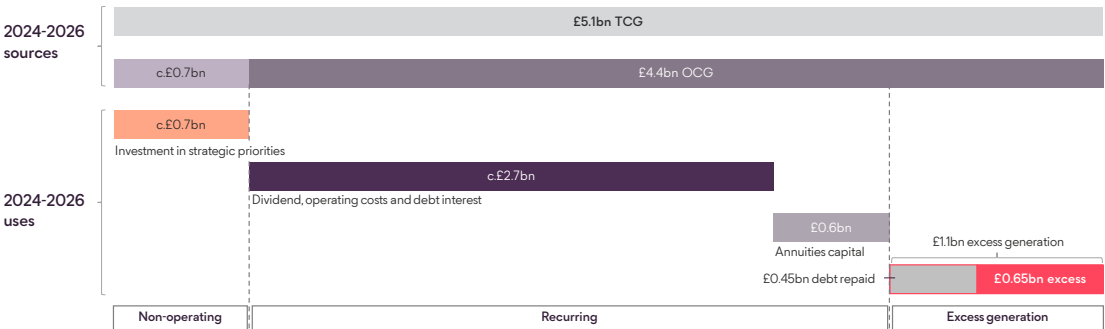 2024-2026
sources
£5.1bn TCG
c.£0.7bn
£4.4bn OCG
2024-2026
uses
c.£0.7bn
Investment in strategic priorities
c.£2.7bn
Dividend, operating costs and debt interest
£0.6bn
Annuities capital
£1.1bn excess generation
£0.45bn debt repaid
£0.65bn excess
Non-operating
Recurring
Excess generation